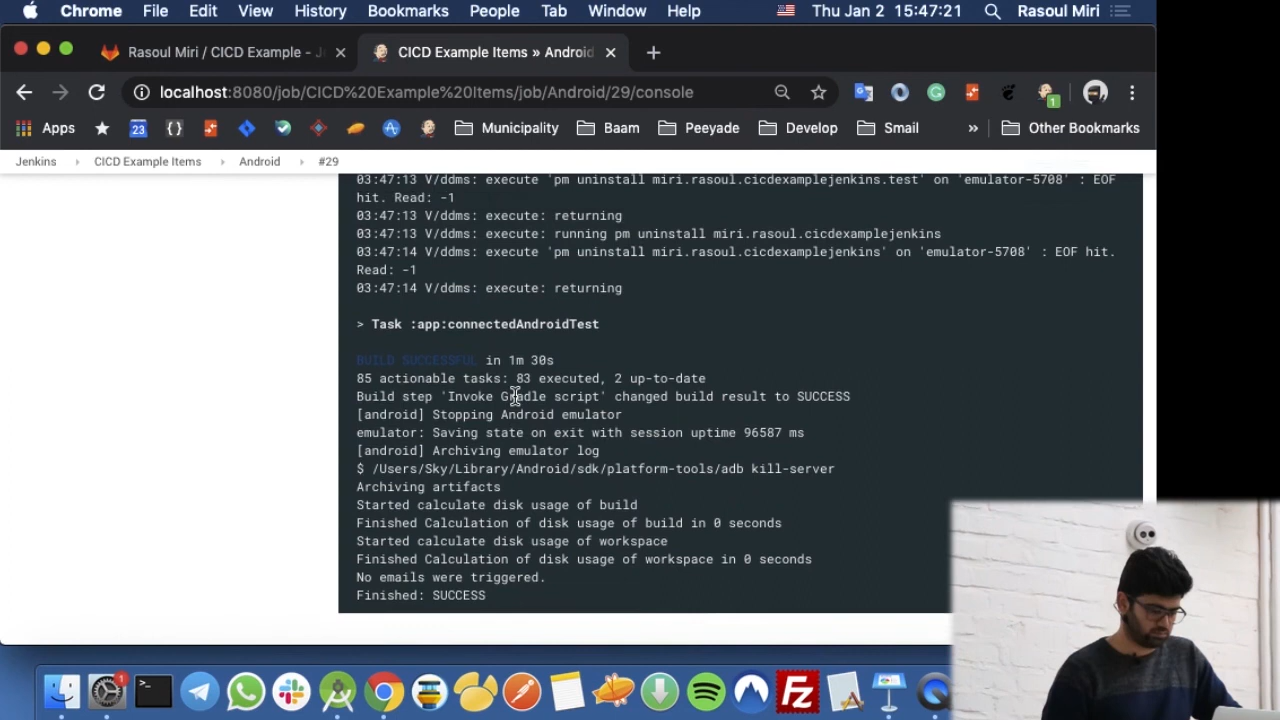 Chrome File Edit View History Bookmarks People Tab Window Help Thu Jan 2 15:47:21 Rasoul Miri
Rasoul Miri / CICD Example - J CICD Example Items » Android
localhost:8080/job/CICD%20Example%20Items/job/Android/29/console
1
Apps 23 Municipality Baam Peeyade Develop Smail » Other Bookmarks
Jenkins CICD Example Items Android #29
03:47:13 V/ddms: execute 'pm uninstall miri.rasoul.cicdexamplejenkins.test' on 'emulator-5708' : EOF
hit. Read: -1
03:47:13 V/ddms: execute: returning
03:47:13 V/ddms: execute: running pm uninstall miri.rasoul.cicdexamplejenkins
03:47:14 V/ddms: execute 'pm uninstall miri.rasoul.cicdexamplejenkins' on 'emulator-5708' : EOF hit.
Read: -1
03:47:14 V/ddms: execute: returning
> Task :app:connectedAndroidTest
BUILD SUCCESSFUL in 1m 30s
85 actionable tasks: 83 executed, 2 up-to-date
Build step 'Invoke Gradle script' changed build result to SUCCESS
[android] Stopping Android emulator
emulator: Saving state on exit with session uptime 96587 ms
[android] Archiving emulator log
$ /Users/Sky/Library/Android/sdk/platform-tools/adb kill-server
Archiving artifacts
Started calculate disk usage of build
Finished Calculation of disk usage of build in 0 seconds
Started calculate disk usage of workspace
Finished Calculation of disk usage of workspace in 0 seconds
No emails were triggered.
Finished: SUCCESS
1
Fz